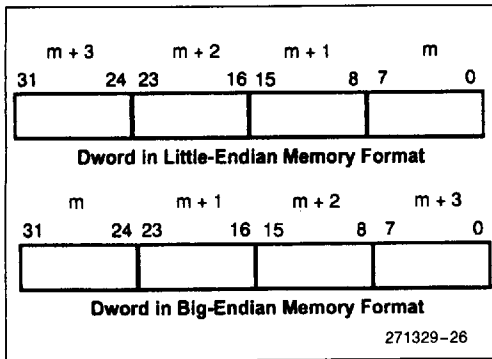 m + 3 m + 2 m + 1 m
31 24 23 16 15 8 7 0
Dword in Little-Endian Memory Format
m m + 1 m + 2 m + 3
31 24 23 16 15 8 7 0
Dword in Big-Endian Memory Format
271329-26